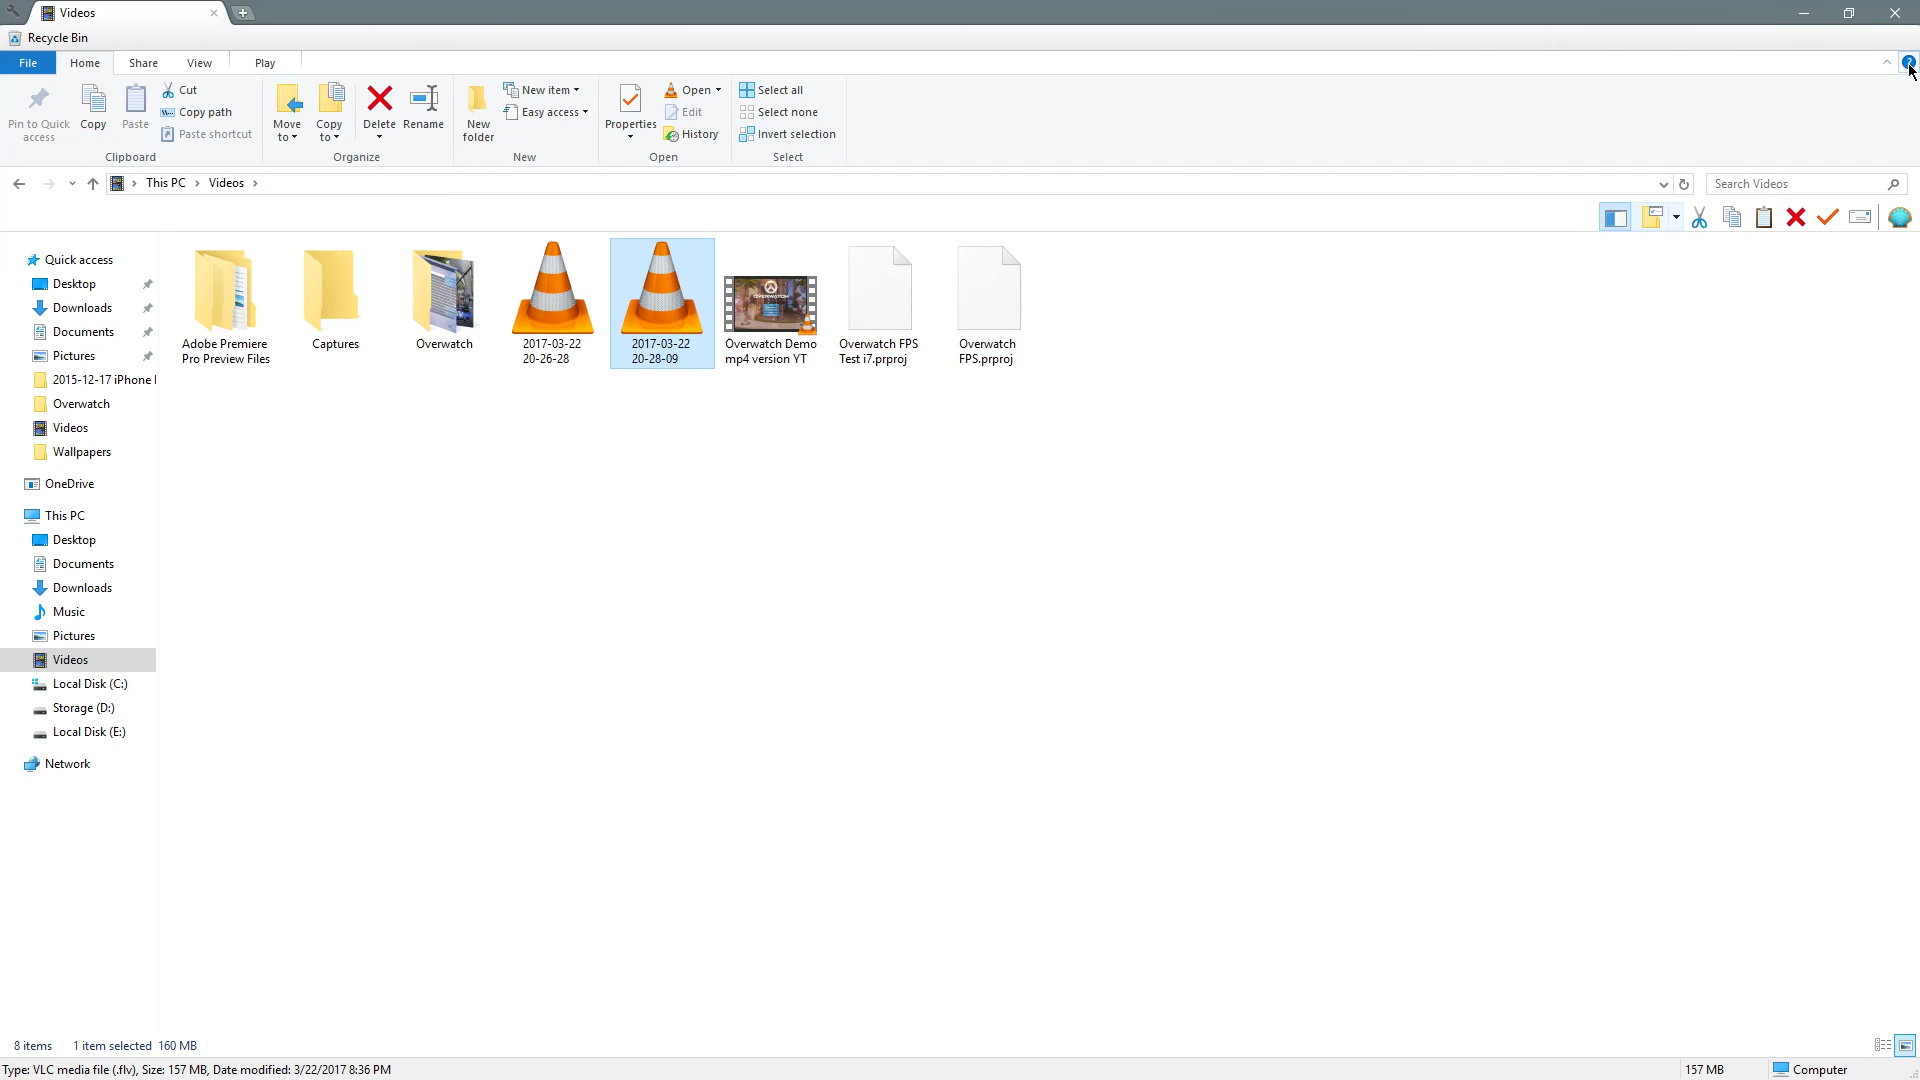 Videos
Recycle Bin
File Home Share View Play
Pin to Quick access
Copy
Paste
Cut
Copy path
Paste shortcut
Clipboard
Move to
Copy to
Delete
Rename
Organize
New folder
New item
Easy access
New
Properties
Open
Edit
History
Open
Select all
Select none
Invert selection
Select
This PC > Videos >
Search Videos
Quick access
Desktop
Downloads
Documents
Pictures
2015-12-17 iPhone
Overwatch
Videos
Wallpapers
OneDrive
This PC
Desktop
Documents
Downloads
Music
Pictures
Videos
Local Disk (C:)
Storage (D:)
Local Disk (E:)
Network
Adobe Premiere
Pro Preview Files
Captures
Overwatch
2017-03-22
20-26-28
2017-03-22
20-28-09
Overwatch Demo
mp4 version YT
Overwatch FPS
Test i7.prproj
Overwatch
FPS.prproj
8 items 1 item selected 160 MB
Type: VLC media file (.flv), Size: 157 MB, Date modified: 3/22/2017 8:36 PM
157 MB
Computer